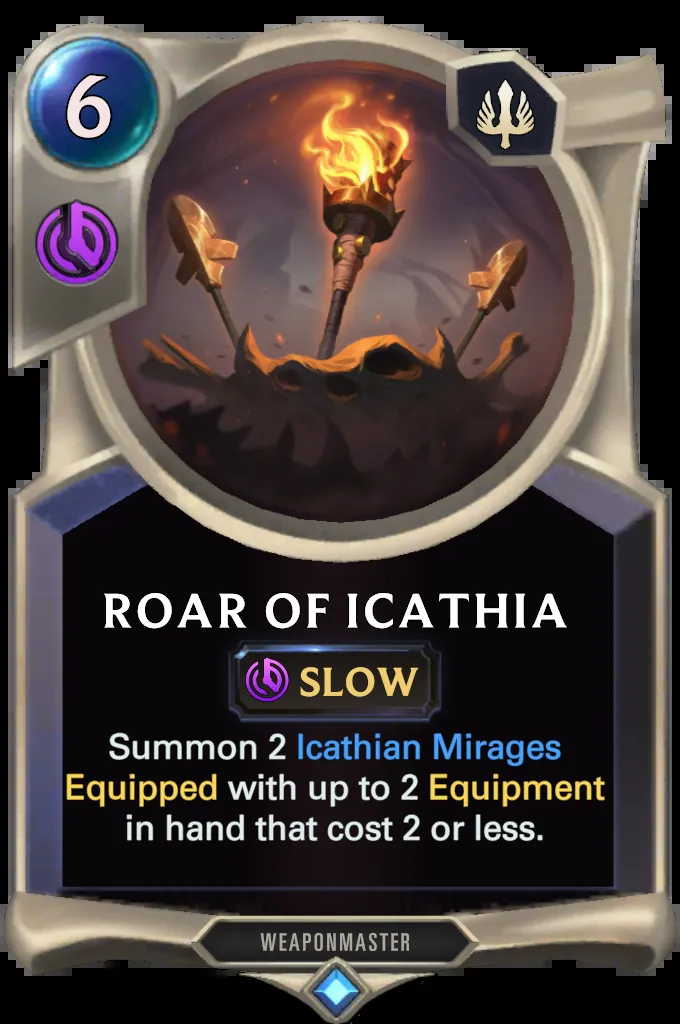 6
ROAR OF ICATHIA
SLOW
Summon 2 Icathian Mirages
Equipped with up to 2 Equipment
in hand that cost 2 or less.
WEAPONMASTER